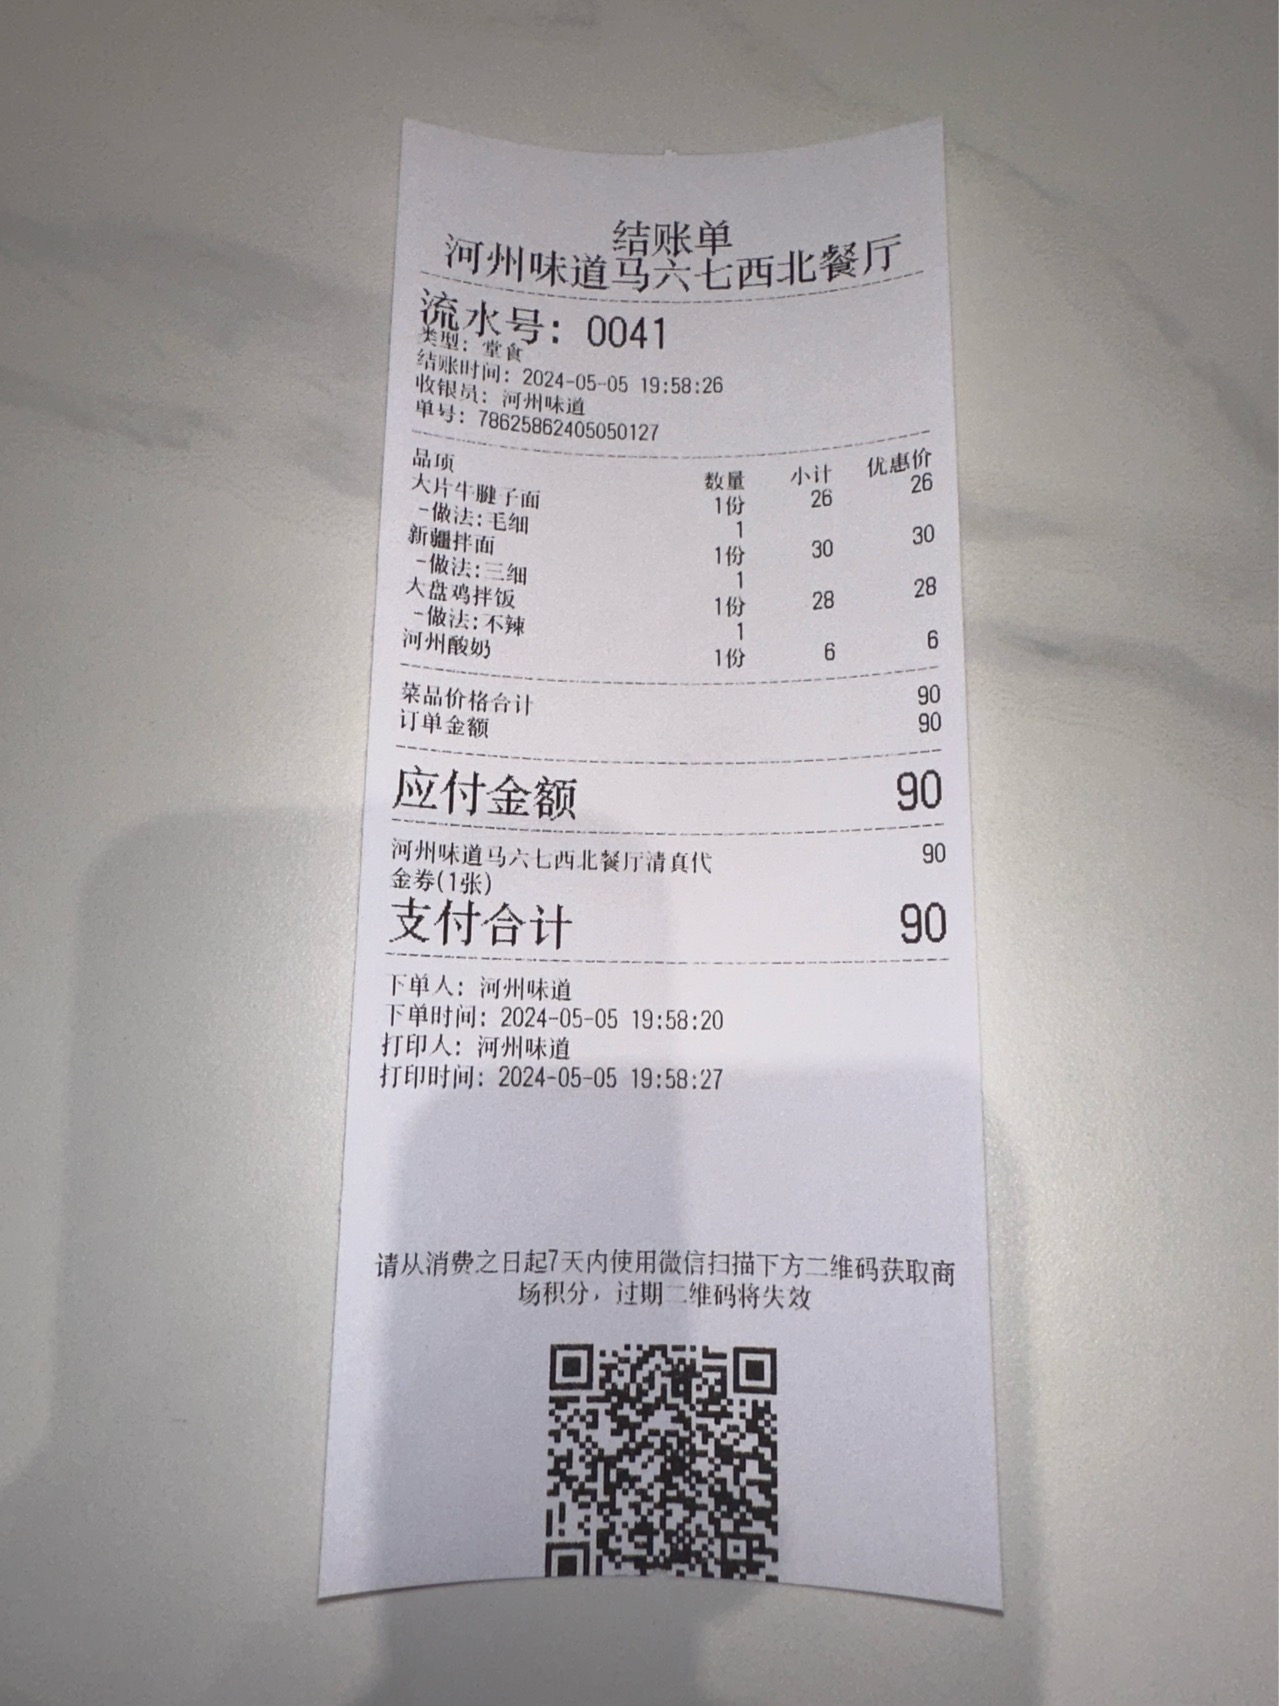 结账单
河州味道马六七西北餐厅
流水号：0041
类型：堂食
结账时间：2024-05-05 19:58:26
收银员：河州味道
单号：78625862405050127
品项 数量 小计 优惠价
大片牛腱子面 1份 26 26
-做法:毛细 1
新疆拌面 1份 30 30
-做法:三细 1
大盘鸡拌饭 1份 28 28
-做法:不辣 1
河州酸奶 1份 6 6
菜品价格合计 90
订单金额 90
应付金额 90
河州味道马六七西北餐厅清真代 90
金券(1张)
支付合计 90
下单人：河州味道
下单时间：2024-05-05 19:58:20
打印人：河州味道
打印时间：2024-05-05 19:58:27
请从消费之日起7天内使用微信扫描下方二维码获取商
场积分，过期二维码将失效